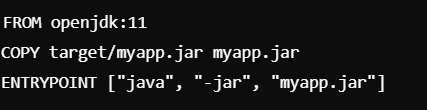 FROM openjdk:11
COPY target/myapp.jar myapp.jar
ENTRYPOINT ["java", "-jar", "myapp.jar"]